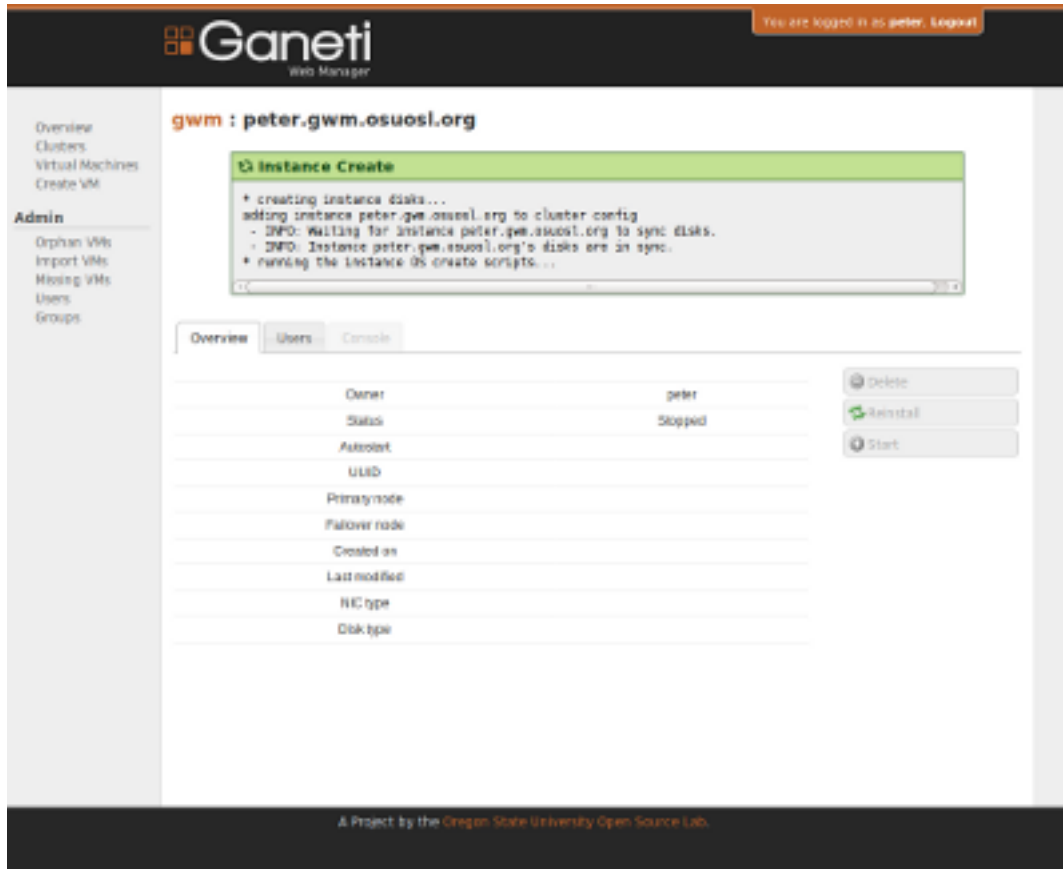 You are logged in as peter. Logout
Ganeti
Web Manager
Overview
Clusters
Virtual Machines
Create VM
Admin
Orphan VMs
Import VMs
Missing VMs
Users
Groups
gwm : peter.gwm.osuosl.org
Instance Create
* creating instance disks...
adding instance peter.gwm.osuosl.org to cluster config
- INFO: Waiting for instance peter.gwm.osuosl.org to sync disks.
- INFO: Instance peter.gwm.osuosl.org's disks are in sync.
* running the instance OS create scripts...
Overview Users Console
Owner peter
Status Stopped
Autostart
UUID
Primary node
Failover node
Created on
Last modified
NIC type
Disk type
Delete
Reinstall
Start
A Project by the Oregon State University Open Source Lab.